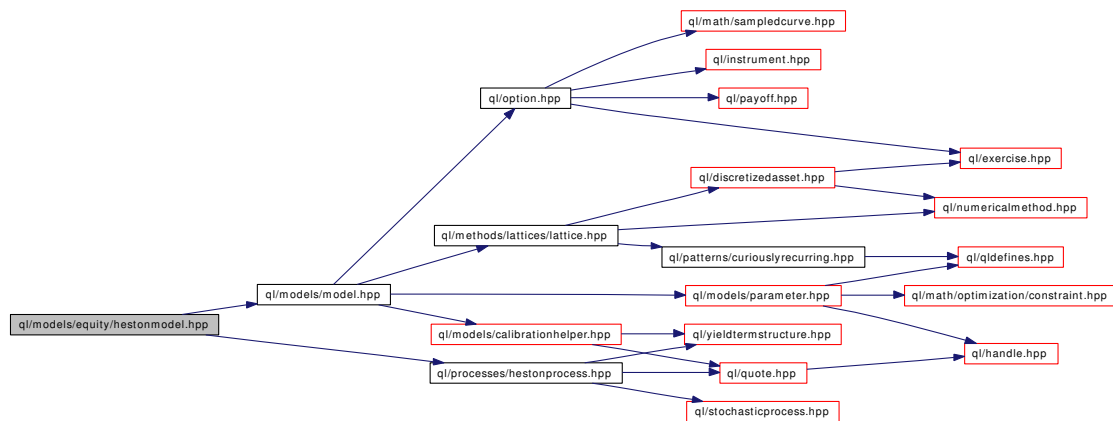 ql/math/sampledcurve.hpp
ql/instrument.hpp
ql/option.hpp
ql/payoff.hpp
ql/exercise.hpp
ql/discretizedasset.hpp
ql/numericalmethod.hpp
ql/methods/lattices/lattice.hpp
ql/patterns/curiouslyrecurring.hpp
ql/qldefines.hpp
ql/models/model.hpp
ql/models/parameter.hpp
ql/math/optimization/constraint.hpp
ql/models/equity/hestonmodel.hpp
ql/models/calibrationhelper.hpp
ql/yieldtermstructure.hpp
ql/handle.hpp
ql/processes/hestonprocess.hpp
ql/quote.hpp
ql/stochasticprocess.hpp